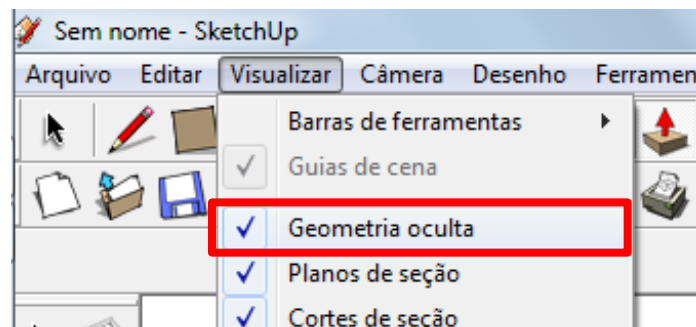 Sem nome - SketchUp
Arquivo Editar Visualizar Câmera Desenho Ferramen
Barras de ferramentas
Guias de cena
Geometria oculta
Planos de seção
Cortes de seção